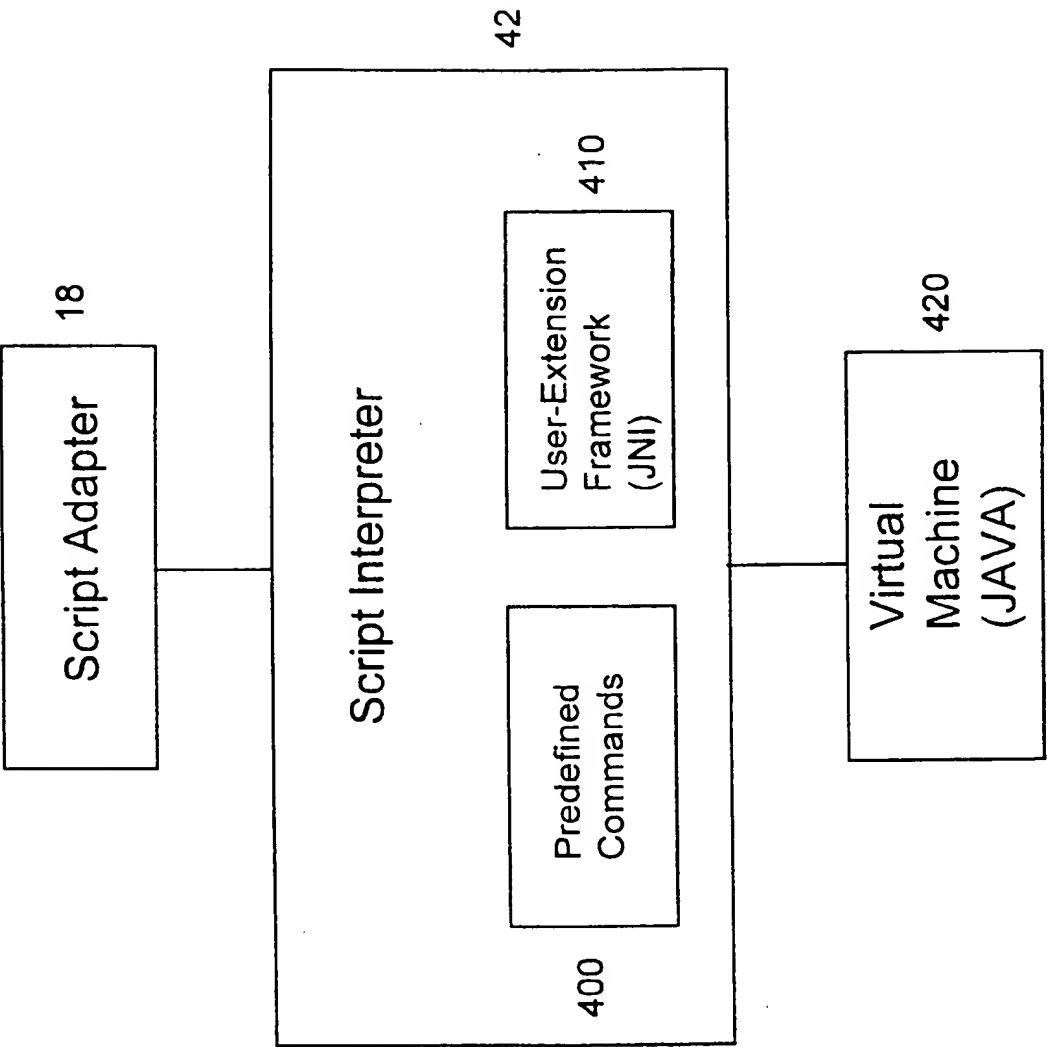 Script Adapter
18
42
Script Interpreter
400
Predefined
Commands
User-Extension
Framework
(JNI)
410
Virtual
Machine
(JAVA)
420